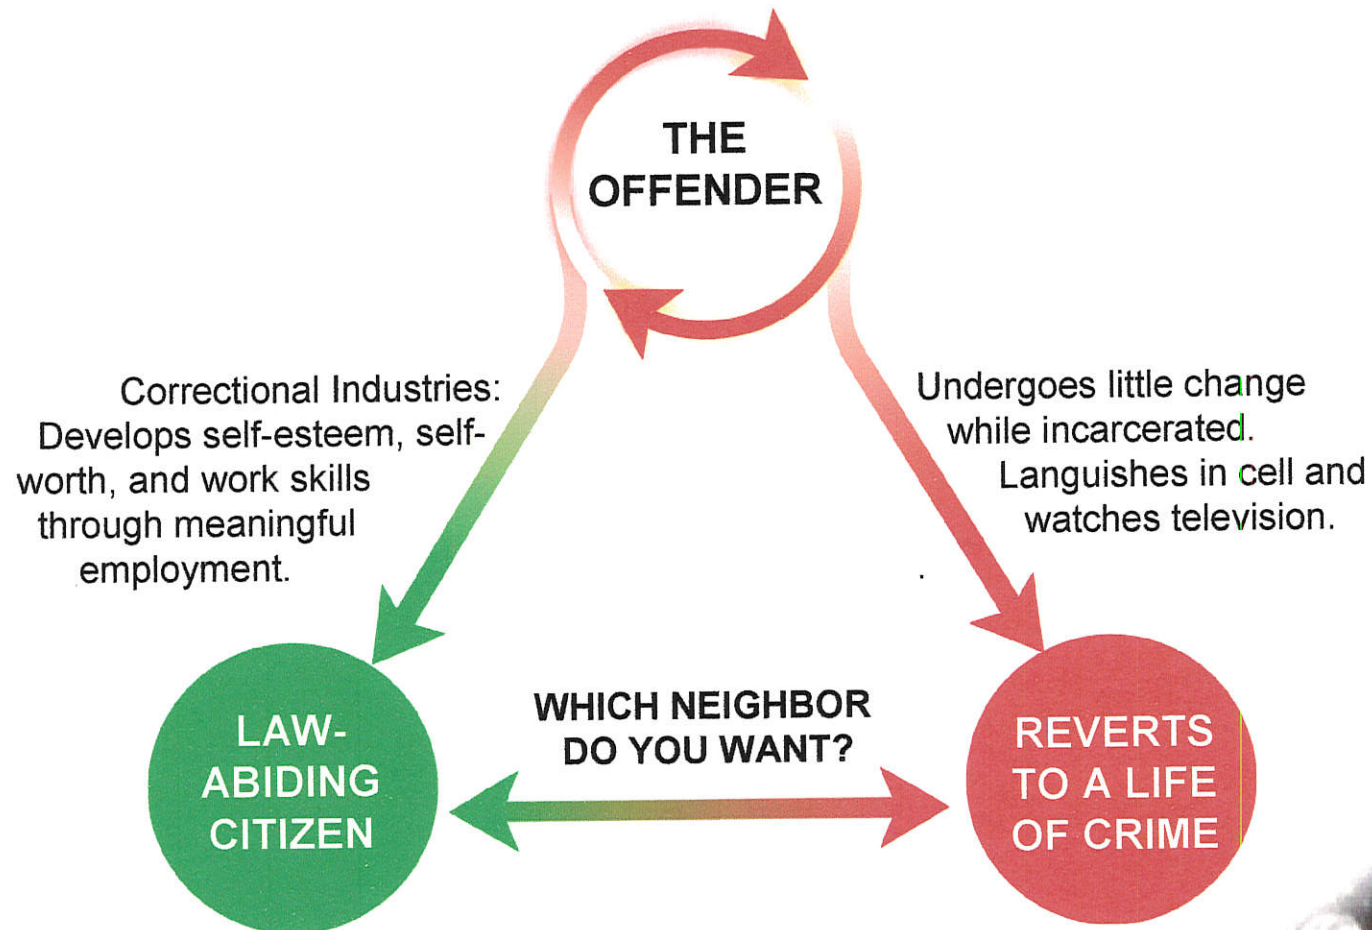 THE
OFFENDER
Correctional Industries:
Develops self-esteem, self-
worth, and work skills
through meaningful
employment.
Undergoes little change
while incarcerated.
Languishes in cell and
watches television.
WHICH NEIGHBOR
DO YOU WANT?
LAW-
ABIDING
CITIZEN
REVERTS
TO A LIFE
OF CRIME